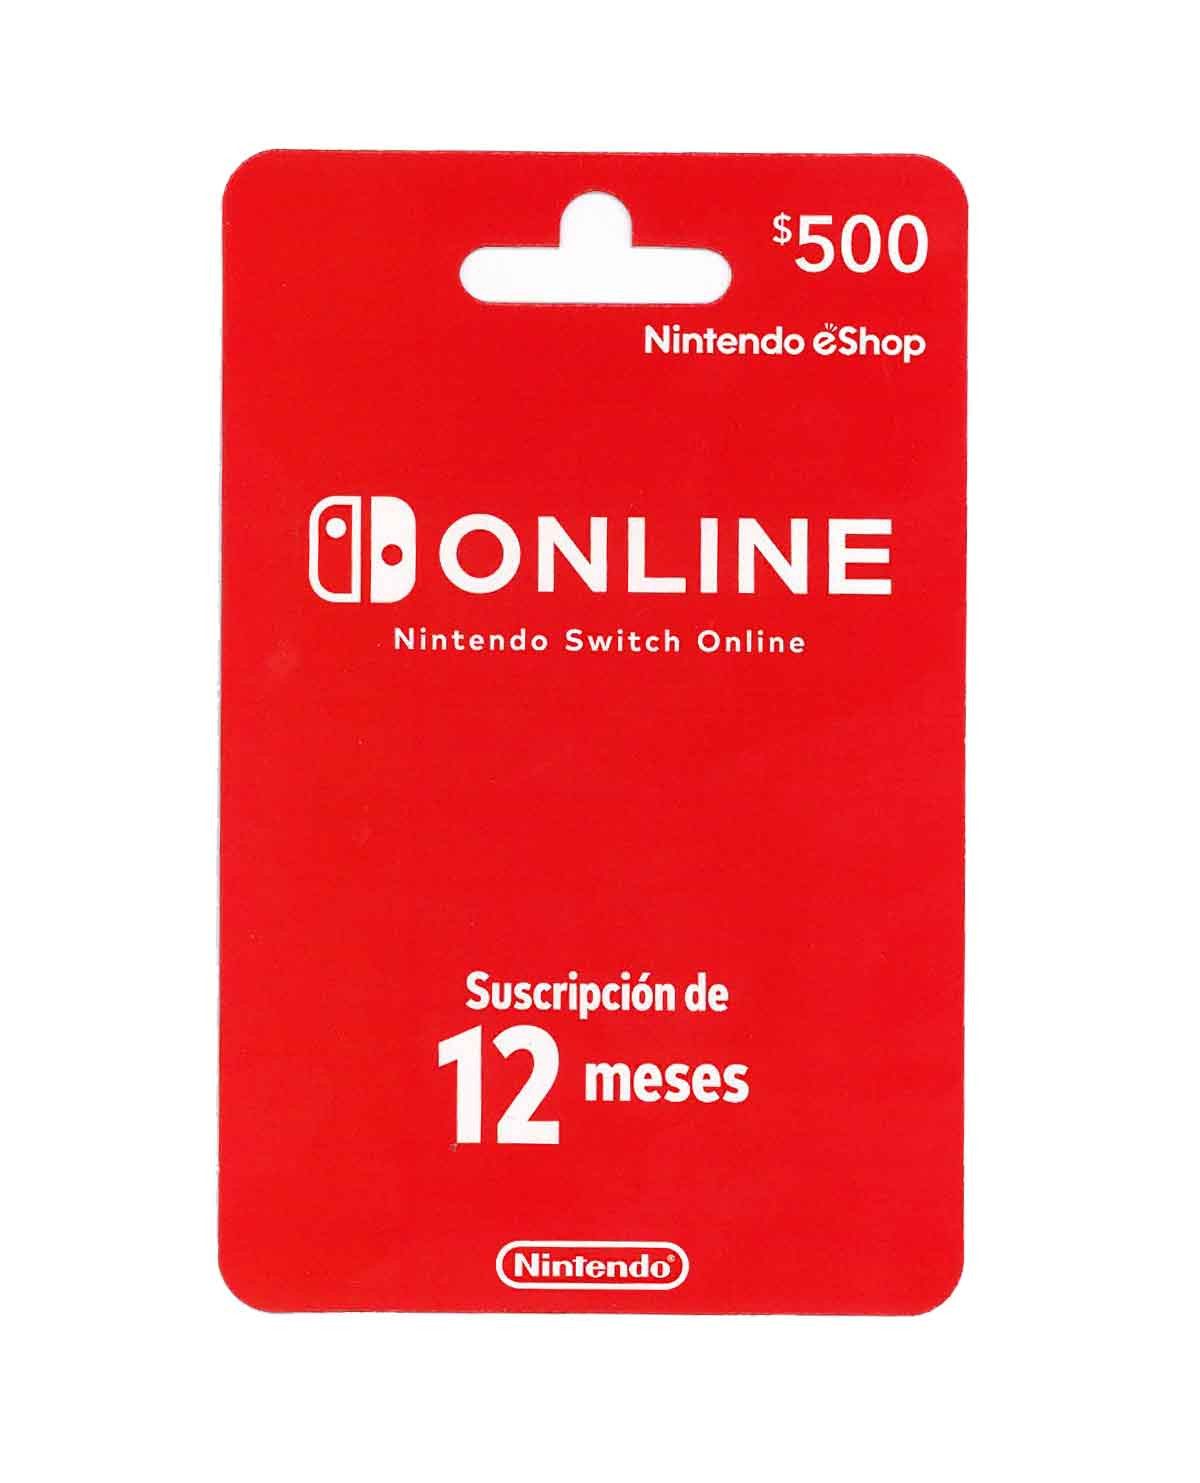 $500
Nintendo eShop
ONLINE
Nintendo Switch Online
Suscripción de
12 meses
Nintendo®